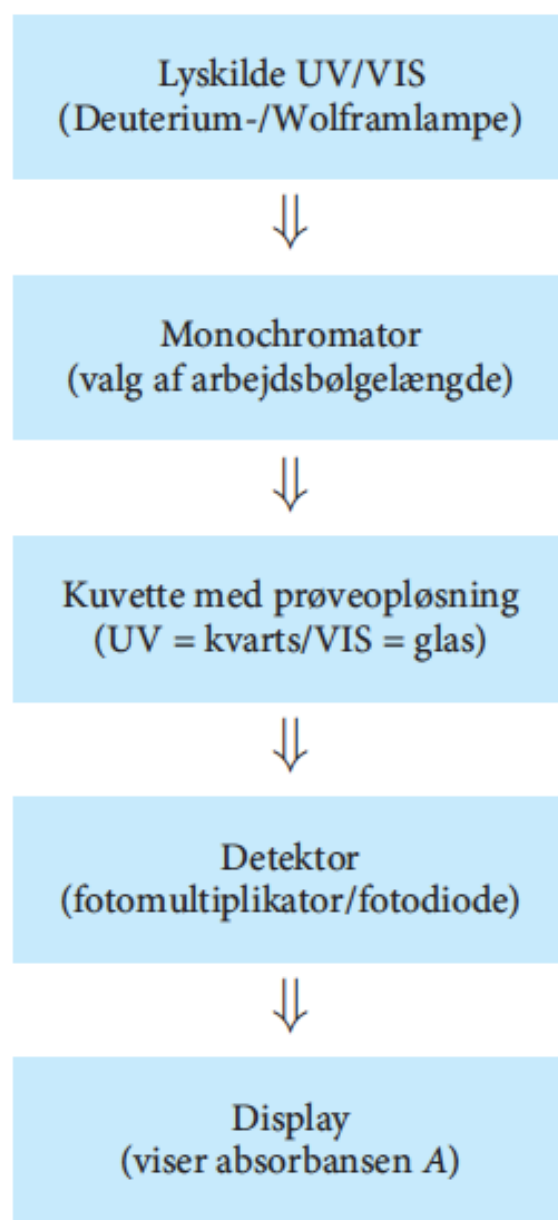 Lyskilde UV/VIS
(Deuterium-/Wolframlampe)
⇓
Monochromator
(valg af arbejdsbølgelængde)
⇓
Kuvette med prøveopløsning
(UV = kvarts/VIS = glas)
⇓
Detektor
(fotomultiplikator/fotodiode)
⇓
Display
(viser absorbansen A)